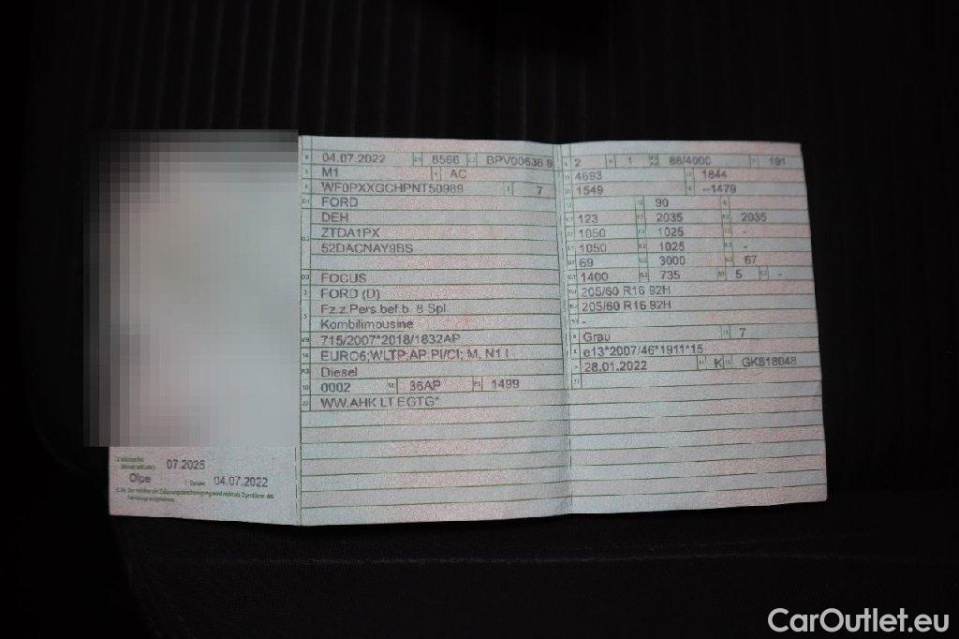 04.07.2022 8566 BPV00636 9
M1 AC
WF0PXXGCHPNT50989 7
FORD
DEH
ZTDA1PX
52DACNAY9BS
FOCUS
FORD (D)
Fz.z.Pers.bef.b. 8 Spl.
Kombilimousine
715/2007*2018/1832AP
EURO6;WLTP;AP;PI/CI; M, N1 I
Diesel
0002 36AP 1499
WW.AHK LT.EGTG*
07.2025
Olpe 04.07.2022
2 1 88/4000 191
4693 1844
1549 --1479
90
123 2035 2035
1050 1025 -
1050 1025 -
69 3000 67
1400 735 5 -
205/60 R16 92H
205/60 R16 92H
-
Grau 7
e13*2007/46*1911*15
28.01.2022 K GK818048
CarOutlet.eu